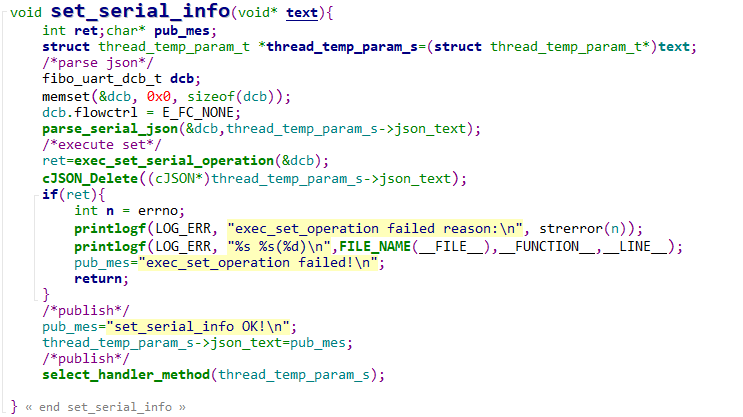 void set_serial_info(void* text){
int ret;char* pub_mes;
struct thread_temp_param_t *thread_temp_param_s=(struct thread_temp_param_t*)text;
/*parse json*/
fibo_uart_dcb_t dcb;
memset(&dcb, 0x0, sizeof(dcb));
dcb.flowctrl = E_FC_NONE;
parse_serial_json(&dcb,thread_temp_param_s->json_text);
/*execute set*/
ret=exec_set_serial_operation(&dcb);
cJSON_Delete((cJSON*)thread_temp_param_s->json_text);
if(ret){
int n = errno;
printlogf(LOG_ERR, "exec_set_operation failed reason:\n", strerror(n));
printlogf(LOG_ERR, "%s %s(%d)\n",FILE_NAME(__FILE__),__FUNCTION__,__LINE__);
pub_mes="exec_set_operation failed!\n";
return;
}
/*publish*/
pub_mes="set_serial_info OK!\n";
thread_temp_param_s->json_text=pub_mes;
/*publish*/
select_handler_method(thread_temp_param_s);
} « end set_serial_info »